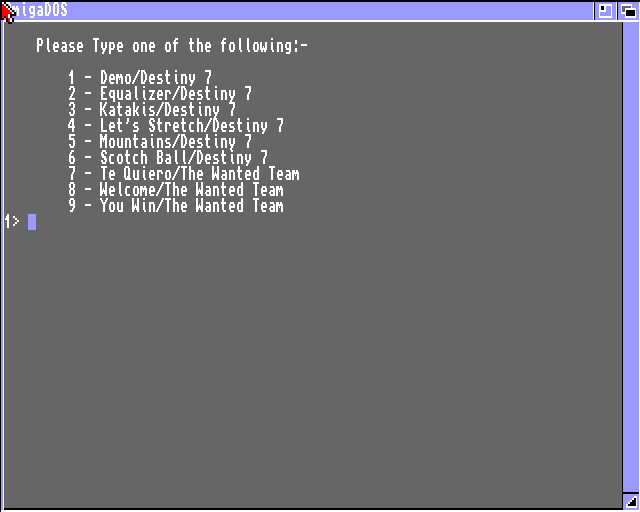 AmigaDOS
Please Type one of the following:-
1 - Demo/Destiny 7
2 - Equalizer/Destiny 7
3 - Katakis/Destiny 7
4 - Let's Stretch/Destiny 7
5 - Mountains/Destiny 7
6 - Scotch Ball/Destiny 7
7 - Te Quiero/The Wanted Team
8 - Welcome/The Wanted Team
9 - You Win/The Wanted Team
1>